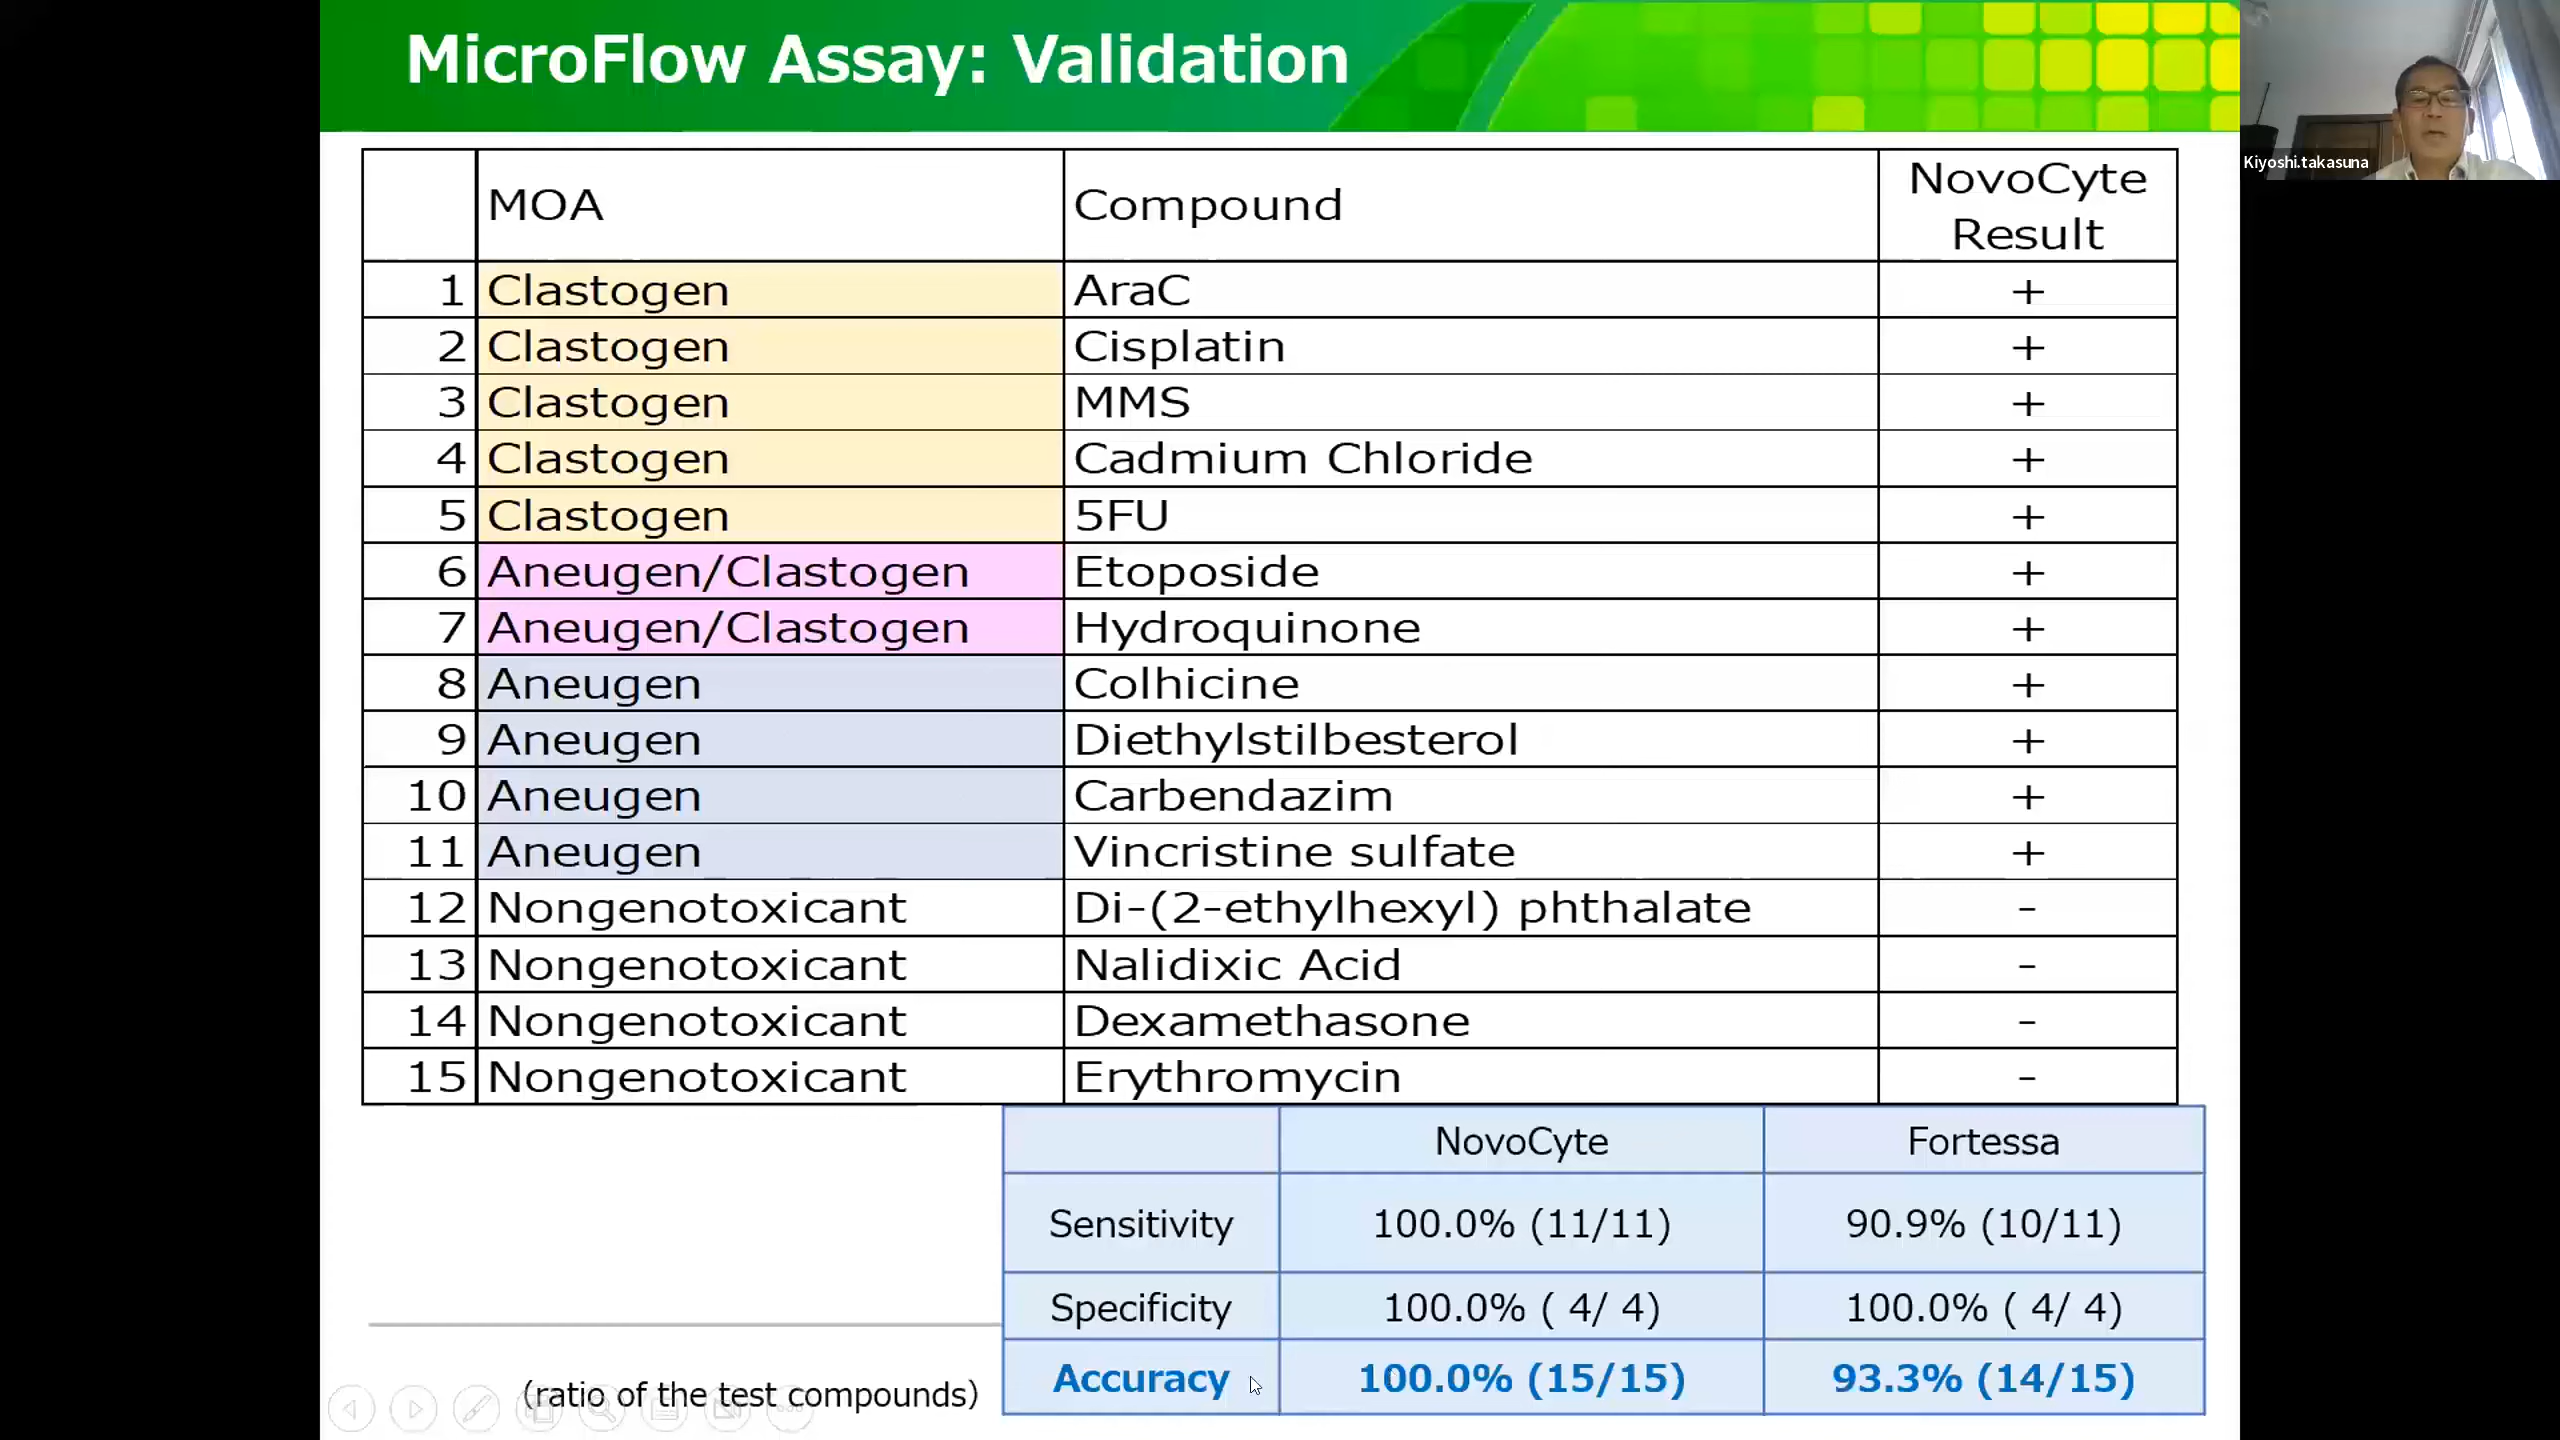 MicroFlow Assay: Validation
Kiyoshi.takasuna
MOA Compound NovoCyte Result
1 Clastogen AraC +
2 Clastogen Cisplatin +
3 Clastogen MMS +
4 Clastogen Cadmium Chloride +
5 Clastogen 5FU +
6 Aneugen/Clastogen Etoposide +
7 Aneugen/Clastogen Hydroquinone +
8 Aneugen Colhicine +
9 Aneugen Diethylstilbesterol +
10 Aneugen Carbendazim +
11 Aneugen Vincristine sulfate +
12 Nongenotoxicant Di-(2-ethylhexyl) phthalate -
13 Nongenotoxicant Nalidixic Acid -
14 Nongenotoxicant Dexamethasone -
15 Nongenotoxicant Erythromycin -
NovoCyte Fortessa
Sensitivity 100.0% (11/11) 90.9% (10/11)
Specificity 100.0% ( 4/ 4) 100.0% ( 4/ 4)
Accuracy 100.0% (15/15) 93.3% (14/15)
(ratio of the test compounds)